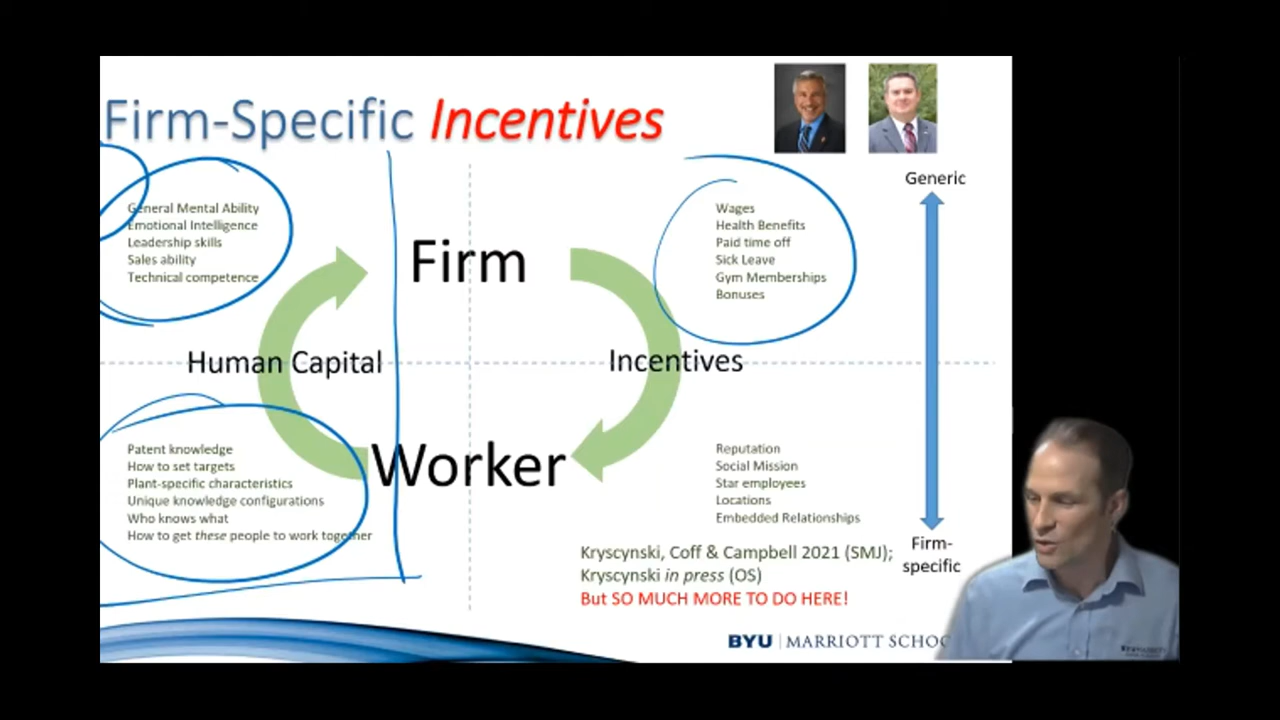 Firm-Specific Incentives
Generic
General Mental Ability
Emotional Intelligence
Leadership skills
Sales ability
Technical competence
Firm
Wages
Health Benefits
Paid time off
Sick Leave
Gym Memberships
Bonuses
Human Capital
Incentives
Patent knowledge
How to set targets
Plant-specific characteristics
Unique knowledge configurations
Who knows what
How to get these people to work together
Worker
Reputation
Social Mission
Star employees
Locations
Embedded Relationships
Firm-
specific
Kryscynski, Coff & Campbell 2021 (SMJ);
Kryscynski in press (OS)
But SO MUCH MORE TO DO HERE!
BYU | MARRIOTT SCHOO